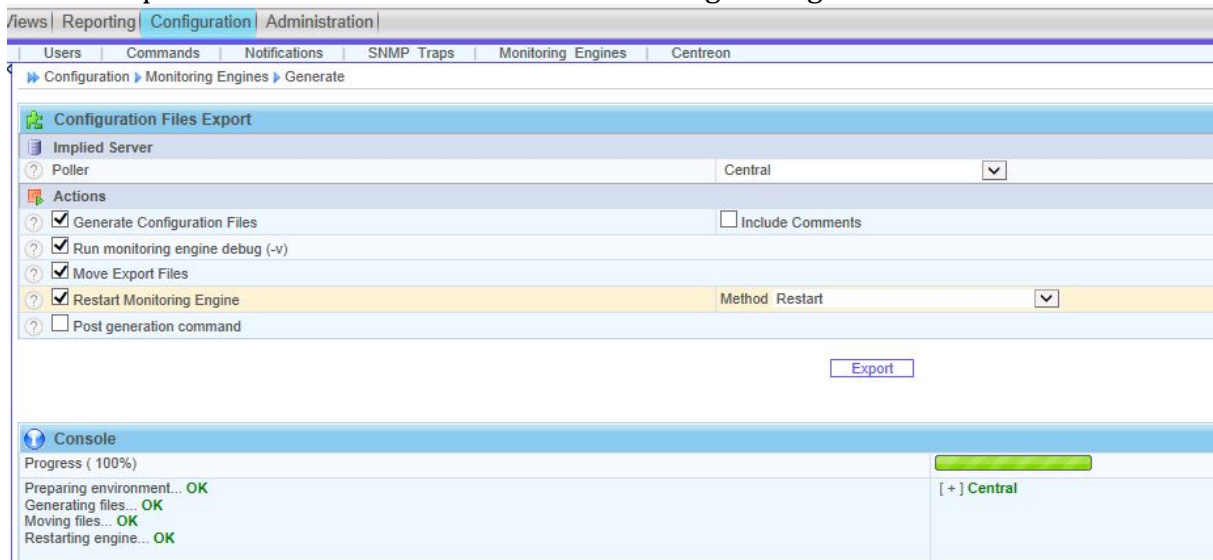 Views| Reporting| Configuration| Administration|
| Users | Commands | Notifications | SNMP Traps | Monitoring Engines | Centreon
Configuration Monitoring Engines Generate
Configuration Files Export
Implied Server
? Poller Central
Actions
? Generate Configuration Files Include Comments
? Run monitoring engine debug (-v)
? Move Export Files
? Restart Monitoring Engine Method Restart
? Post generation command
Export
Console
Progress ( 100%)
Preparing environment... OK [ + ] Central
Generating files... OK
Moving files... OK
Restarting engine... OK